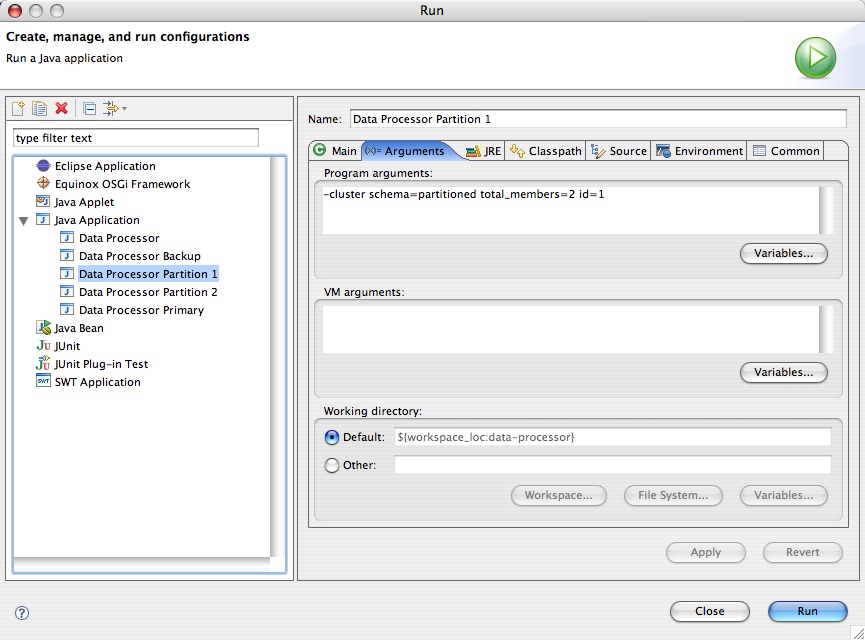 Run
Create, manage, and run configurations
Run a Java application
type filter text
Eclipse Application
Equinox OSGi Framework
Java Applet
Java Application
Data Processor
Data Processor Backup
Data Processor Partition 1
Data Processor Partition 2
Data Processor Primary
Java Bean
JUnit
JUnit Plug-in Test
SWT Application
Name: Data Processor Partition 1
Main (x)= Arguments JRE Classpath Source Environment Common
Program arguments:
-cluster schema=partitioned total_members=2 id=1
Variables...
VM arguments:
Variables...
Working directory:
Default: ${workspace_loc:data-processor}
Other:
Workspace... File System... Variables...
Apply Revert
? Close Run